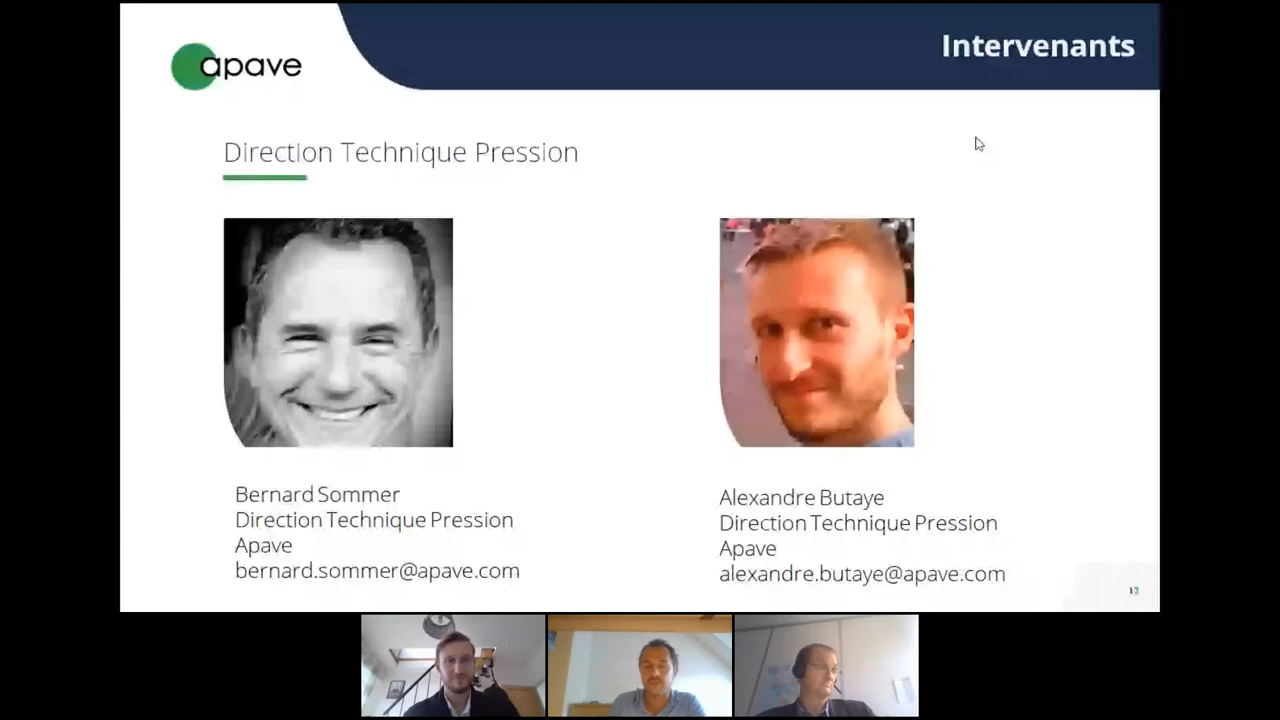 apave
Intervenants
Direction Technique Pression
Bernard Sommer
Direction Technique Pression
Apave
bernard.sommer@apave.com
Alexandre Butaye
Direction Technique Pression
Apave
alexandre.butaye@apave.com
12